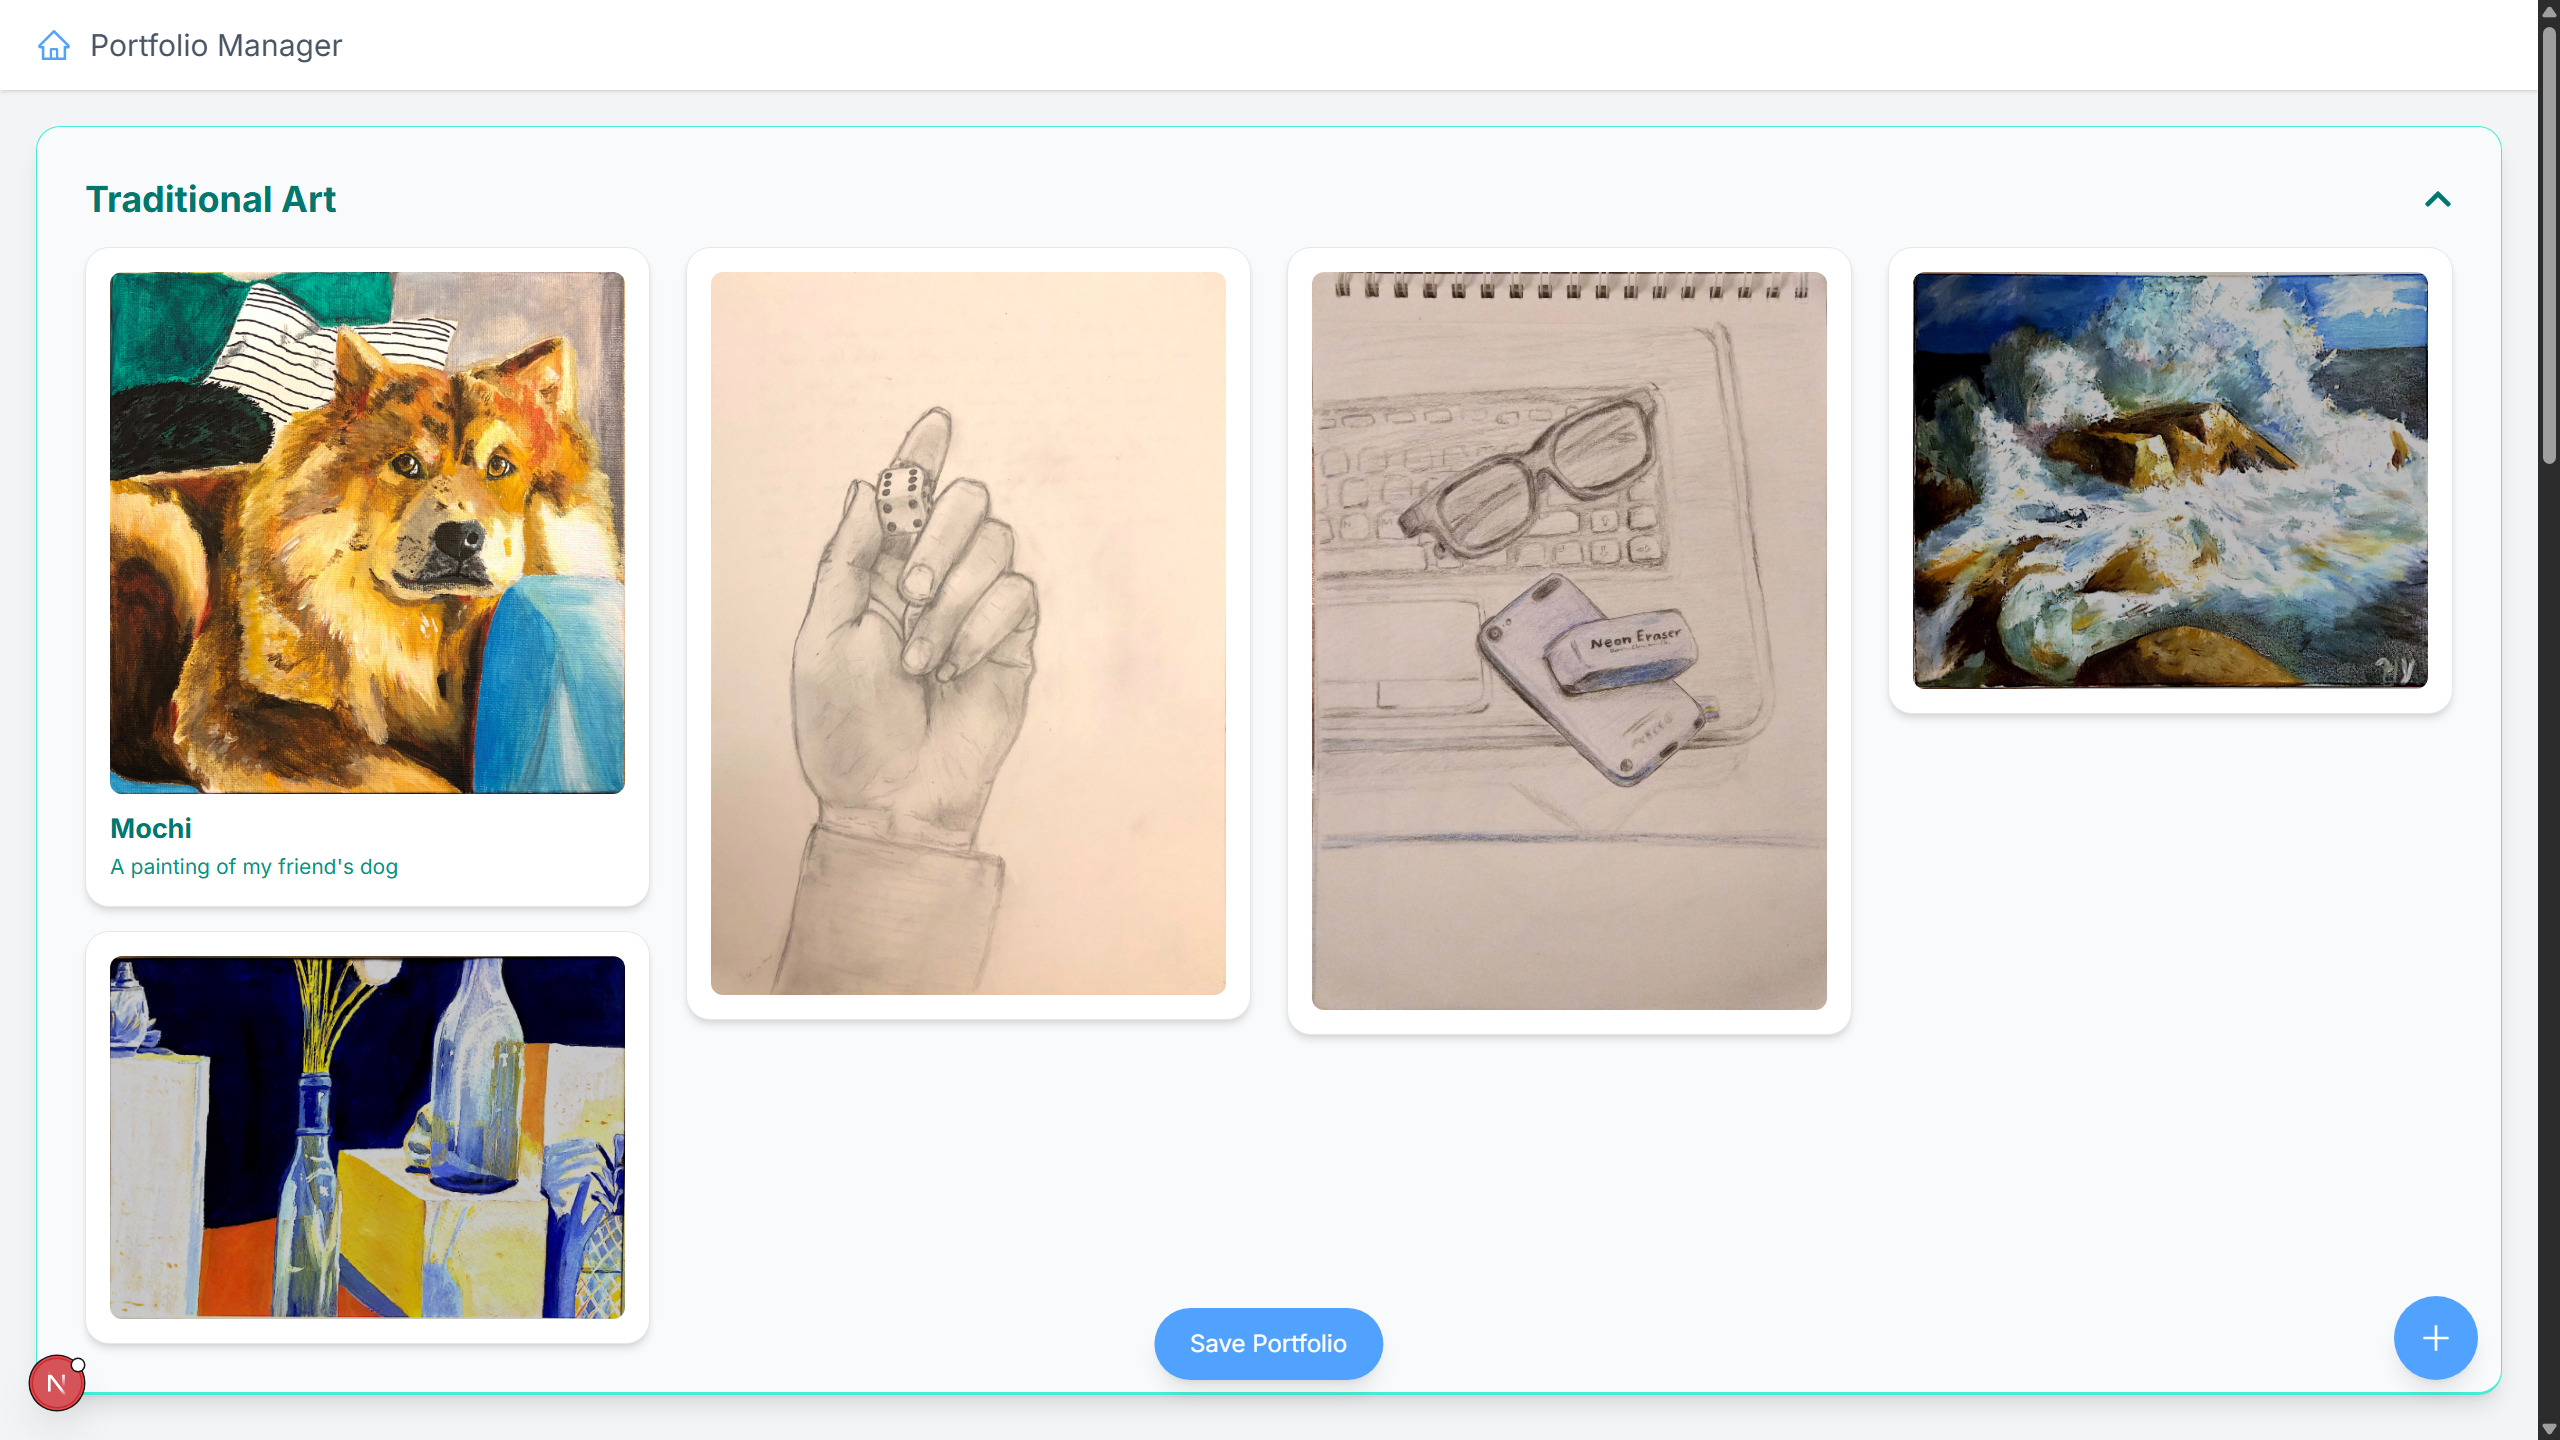 Portfolio Manager
Traditional Art
Mochi
A painting of my friend's dog
Neon Eraser
Save Portfolio
N